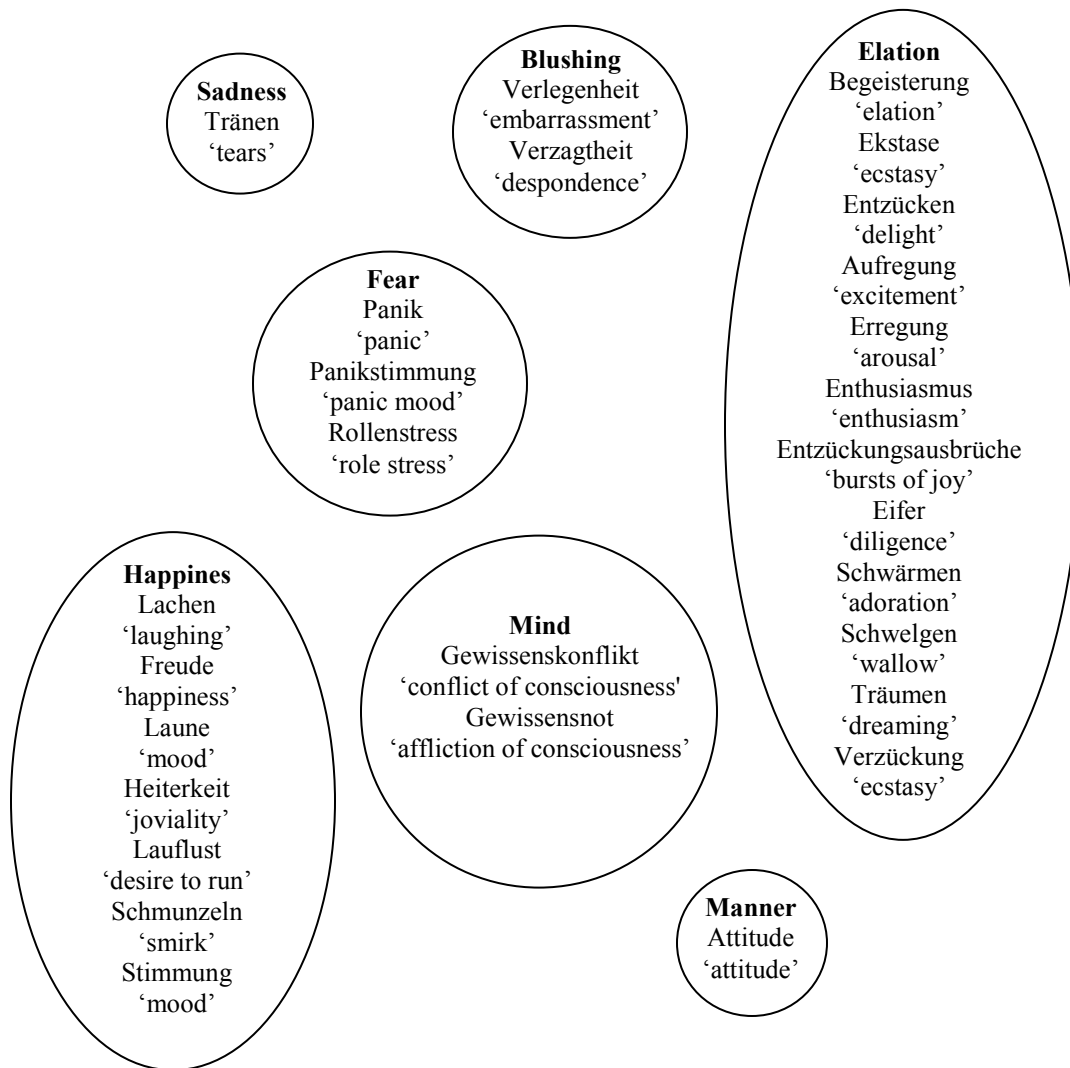 Sadness
Tränen
‘tears’
Blushing
Verlegenheit
‘embarrassment’
Verzagtheit
‘despondence’
Elation
Begeisterung
‘elation’
Ekstase
‘ecstasy’
Entzücken
‘delight’
Aufregung
‘excitement’
Erregung
‘arousal’
Enthusiasmus
‘enthusiasm’
Entzückungsausbrüche
‘bursts of joy’
Eifer
‘diligence’
Schwärmen
‘adoration’
Schwelgen
‘wallow’
Träumen
‘dreaming’
Verzückung
‘ecstasy’
Fear
Panik
‘panic’
Panikstimmung
‘panic mood’
Rollenstress
‘role stress’
Happines
Lachen
‘laughing’
Freude
‘happiness’
Laune
‘mood’
Heiterkeit
‘joviality’
Lauflust
‘desire to run’
Schmunzeln
‘smirk’
Stimmung
‘mood’
Mind
Gewissenskonflikt
‘conflict of consciousness'
Gewissensnot
‘affliction of consciousness’
Manner
Attitude
‘attitude’